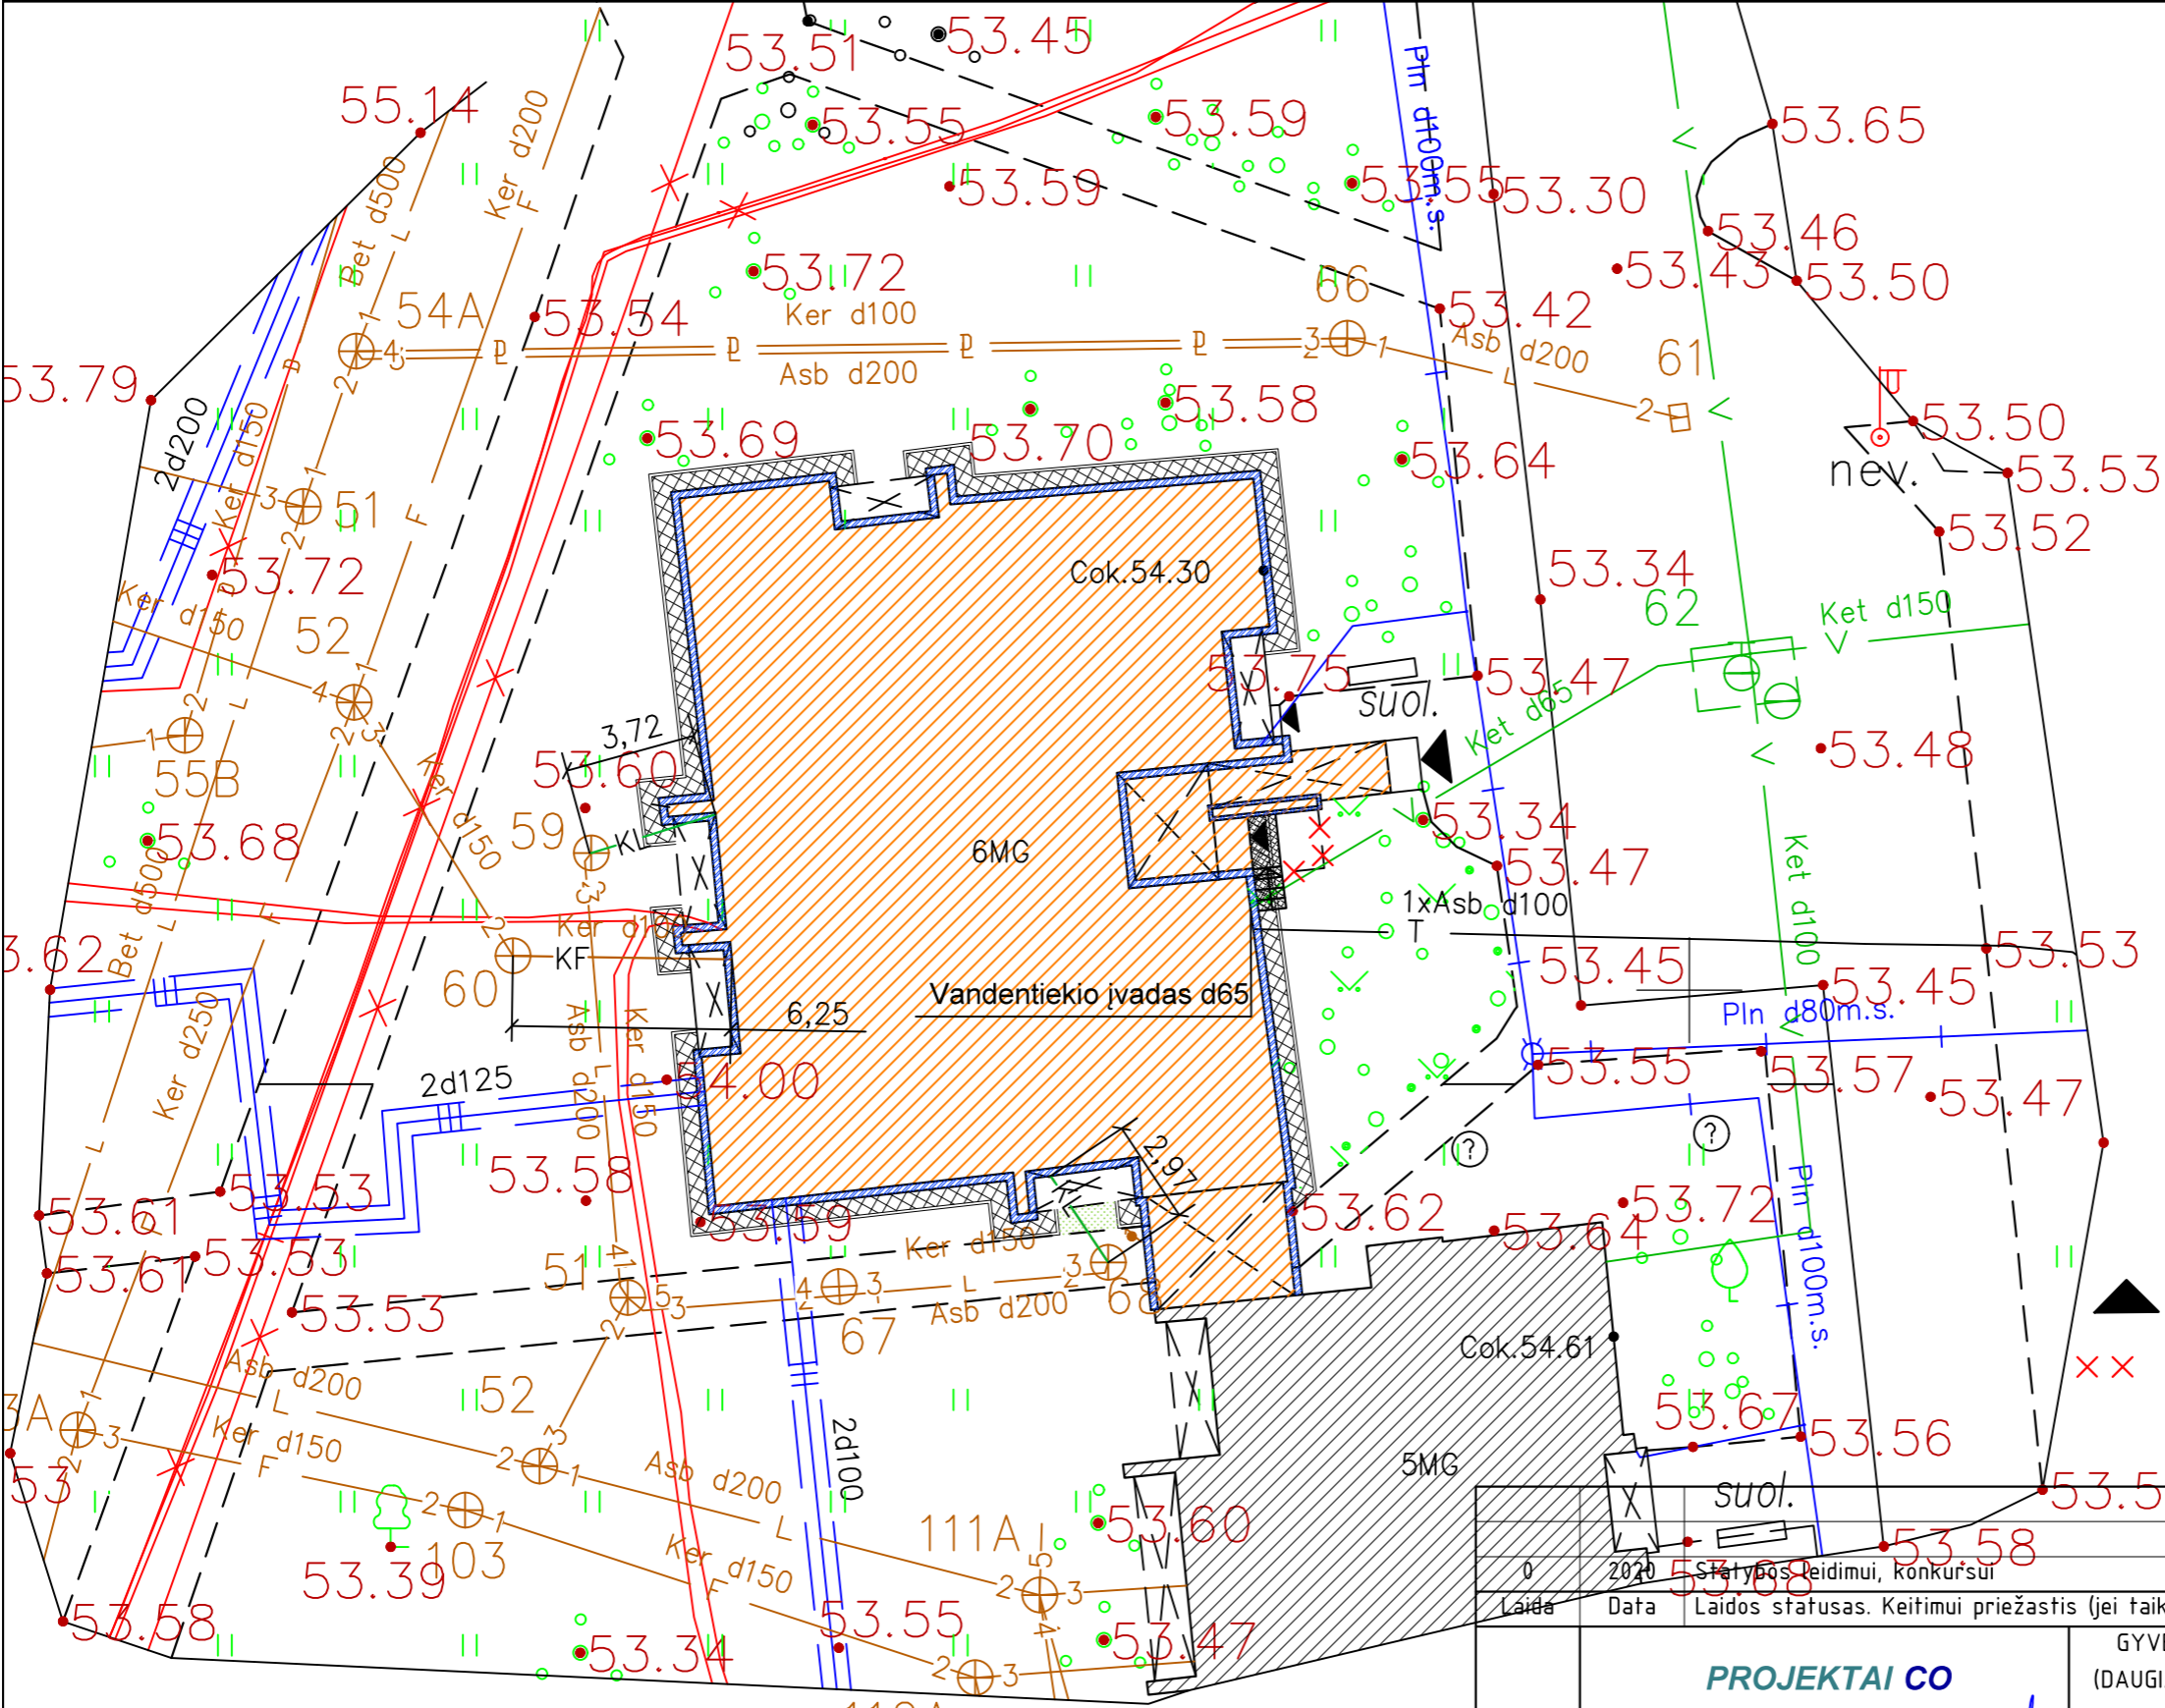 53.51
53.45
55.14
Ker d200
53.55
53.59
Pln d100m.s.
53.65
Bet d500
53.59
53.55
53.30
53.46
53.43
53.50
53.72
54A
53.54
Ker d100
66
53.42
Asb d200
Asb d200
61
53.79
2d200
Ker d150
53.69
53.70
53.58
53.64
53.50
nev.
53.53
51
53.52
53.72
Cok.54.30
53.34
Ker d150
52
62
Ket d150
53.75
suol.
53.47
Ket d65
3,72
53.60
53.48
55B
Ker d150
59
KL
53.68
6MG
53.34
53.47
Ket d100
Bet d500
1xAsb d100
T
KF
60
53.45
53.53
53.45
Vandentiekio įvadas d65
6,25
Pln d80m.s.
Ker d250
Asb d200
Ker d150
2d125
54.00
53.55
53.57
53.47
?
?
2,97
53.58
53.61
53.53
53.59
53.62
53.64
53.72
Pln d100m.s.
Ker d150
53.61
53.53
51
Asb d200
68
53.53
67
Cok.54.61
Asb d200
52
Ker d150
2d100
53.67
53.56
Asb d200
5MG
suol.
111A
53.60
103
53.39
Ker d150
53.58
53.68
0 2020 Statybos leidimui, konkursui
Laida Data Laidos statusas. Keitimui priežastis (jei taik
53.58
53.55
53.34
53.47
PROJEKTAI CO